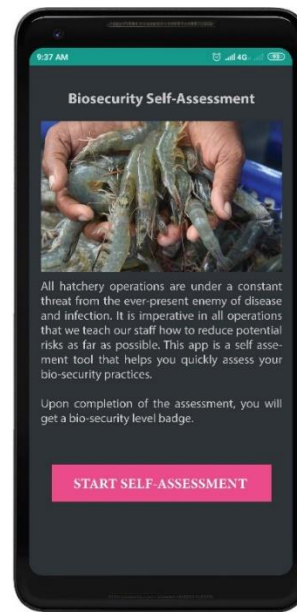 9:37 AM
4G
Biosecurity Self-Assessment
All hatchery operations are under a constant
threat from the ever-present enemy of disease
and infection. It is imperative in all operations
that we teach our staff how to reduce potential
risks as far as possible. This app is a self asse-
ment tool that helps you quickly assess your
bio-security practices.
Upon completion of the assessment, you will
get a bio-security level badge.
START SELF-ASSESSMENT